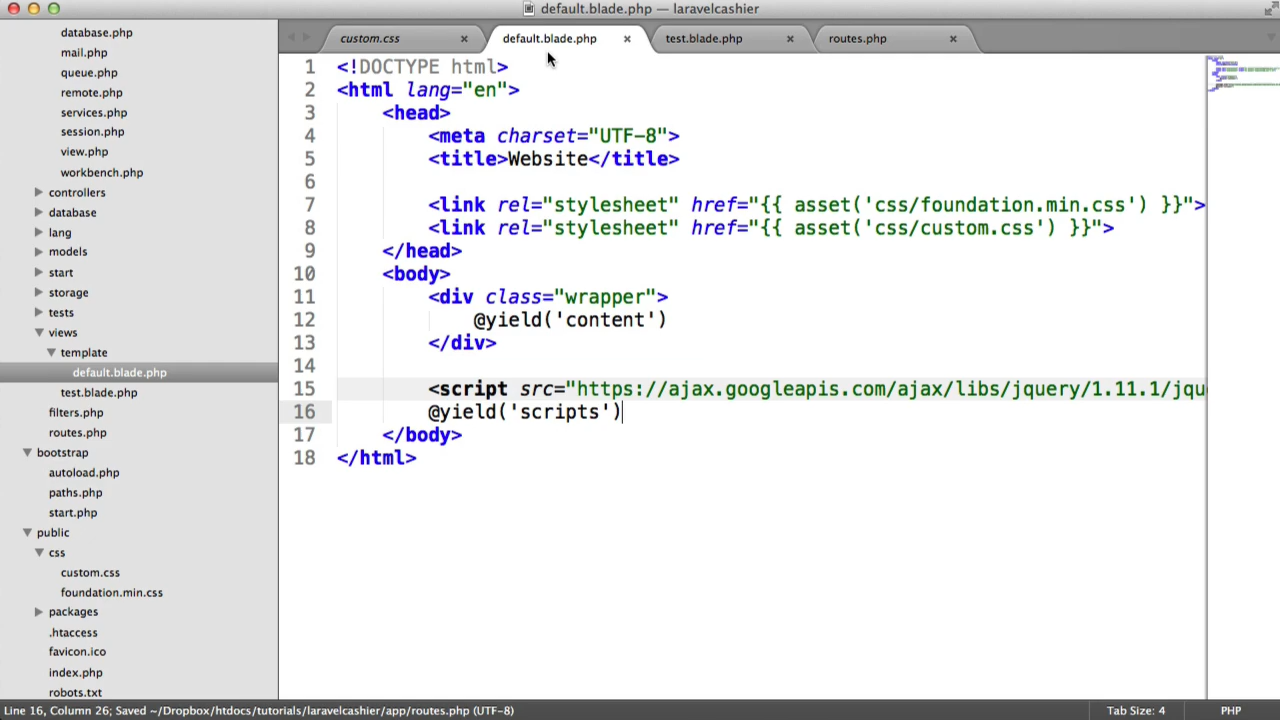 default.blade.php — laravelcashier
custom.css × default.blade.php × test.blade.php × routes.php ×
database.php
mail.php
queue.php
remote.php
services.php
session.php
view.php
workbench.php
controllers
database
lang
models
start
storage
tests
views
template
default.blade.php
test.blade.php
filters.php
routes.php
bootstrap
autoload.php
paths.php
start.php
public
css
custom.css
foundation.min.css
packages
.htaccess
favicon.ico
index.php
robots.txt
1 <!DOCTYPE html>
2 <html lang="en">
3 <head>
4 <meta charset="UTF-8">
5 <title>Website</title>
6
7 <link rel="stylesheet" href="{{ asset('css/foundation.min.css') }}">
8 <link rel="stylesheet" href="{{ asset('css/custom.css') }}">
9 </head>
10 <body>
11 <div class="wrapper">
12 @yield('content')
13 </div>
14
15 <script src="https://ajax.googleapis.com/ajax/libs/jquery/1.11.1/jqu
16 @yield('scripts')
17 </body>
18 </html>
Line 16, Column 26; Saved ~/Dropbox/htdocs/tutorials/laravelcashier/app/routes.php (UTF-8) Tab Size: 4 PHP